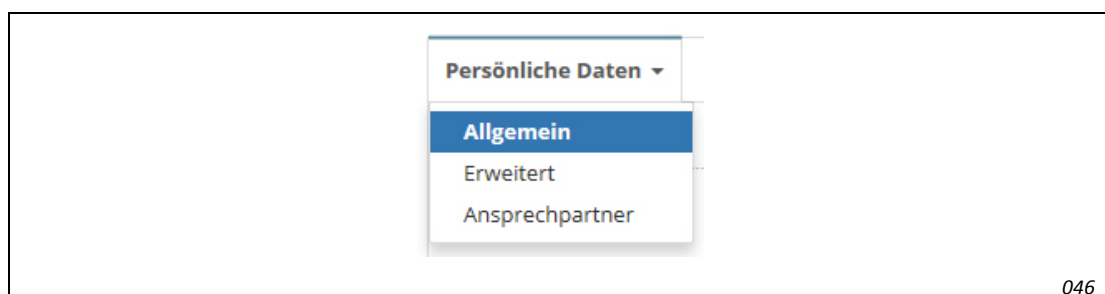 Persönliche Daten
Allgemein
Erweitert
Ansprechpartner
046